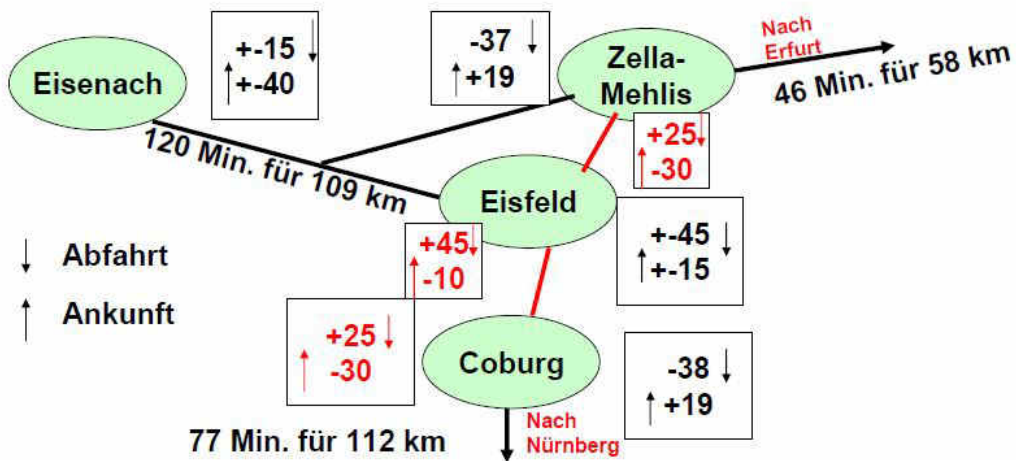 Eisenach
+-15 ↓
↑ +-40
-37 ↓
↑ +19
Zella-
Mehlis
Nach
Erfurt
46 Min. für 58 km
120 Min. für 109 km
+25 ↓
↑ -30
Eisfeld
+45 ↓
↑ -10
+-45 ↓
↑ +-15
↓ Abfahrt
↑ Ankunft
+25 ↓
↑ -30
Coburg
-38 ↓
↑ +19
77 Min. für 112 km
Nach
Nürnberg